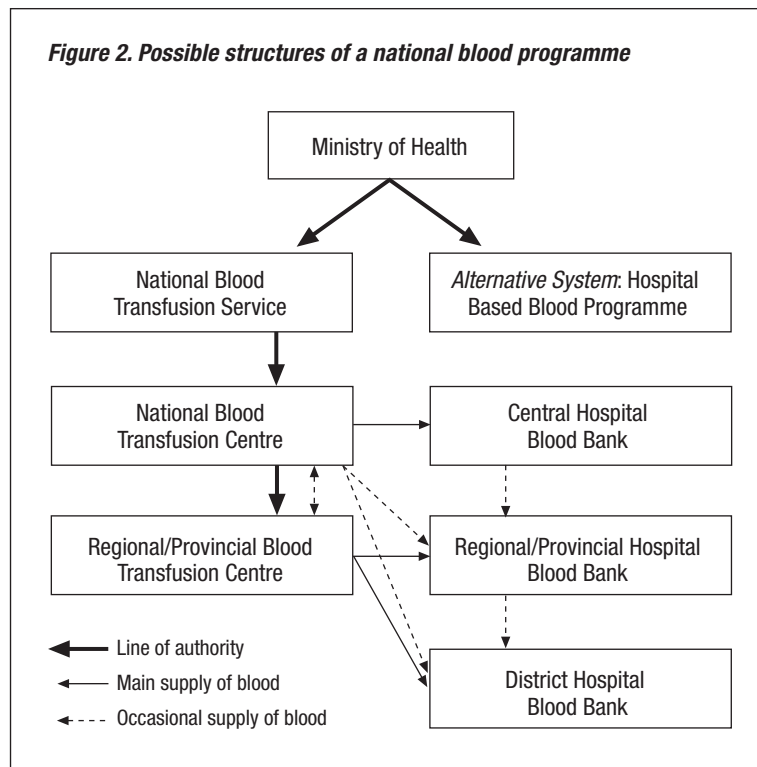 Figure 2. Possible structures of a national blood programme
Ministry of Health
National Blood
Transfusion Service
Alternative System: Hospital
Based Blood Programme
National Blood
Transfusion Centre
Central Hospital
Blood Bank
Regional/Provincial Blood
Transfusion Centre
Regional/Provincial Hospital
Blood Bank
District Hospital
Blood Bank
Line of authority
Main supply of blood
Occasional supply of blood